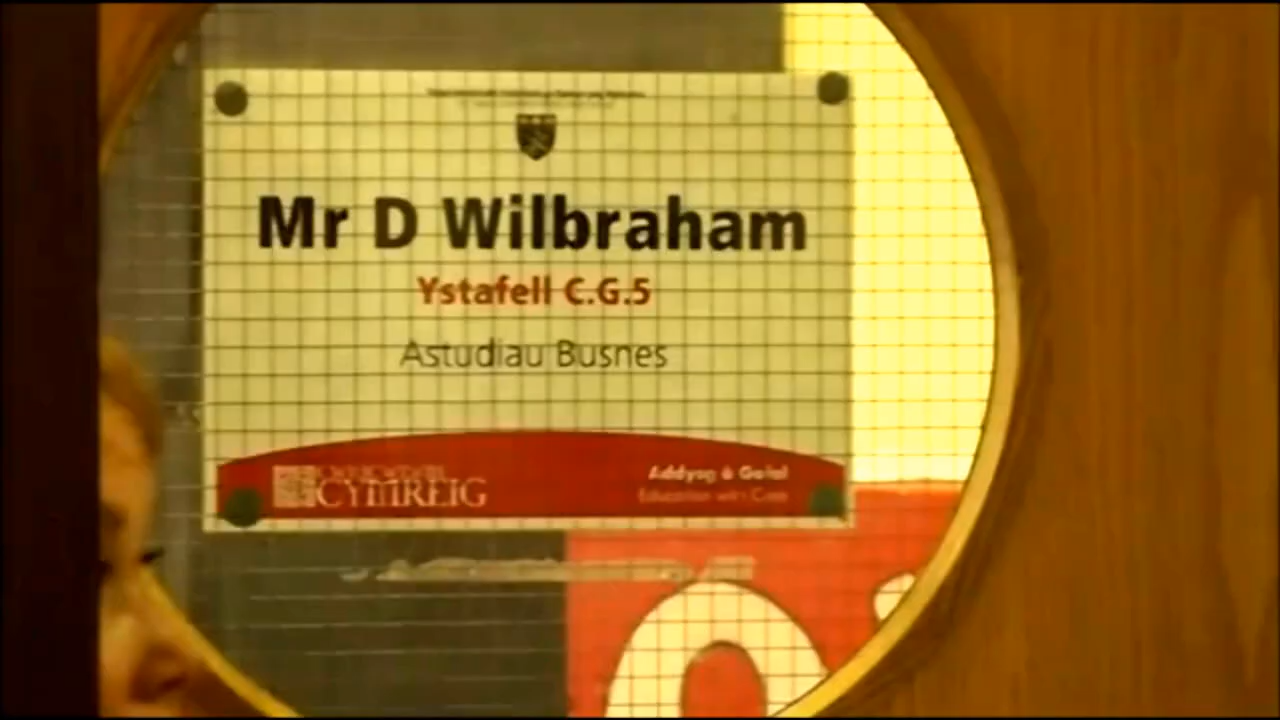 Mr D Wilbraham
Ystafell C.G.5
Astudiau Busnes
CYMREIG
Addysg â Gofal
Education with Care